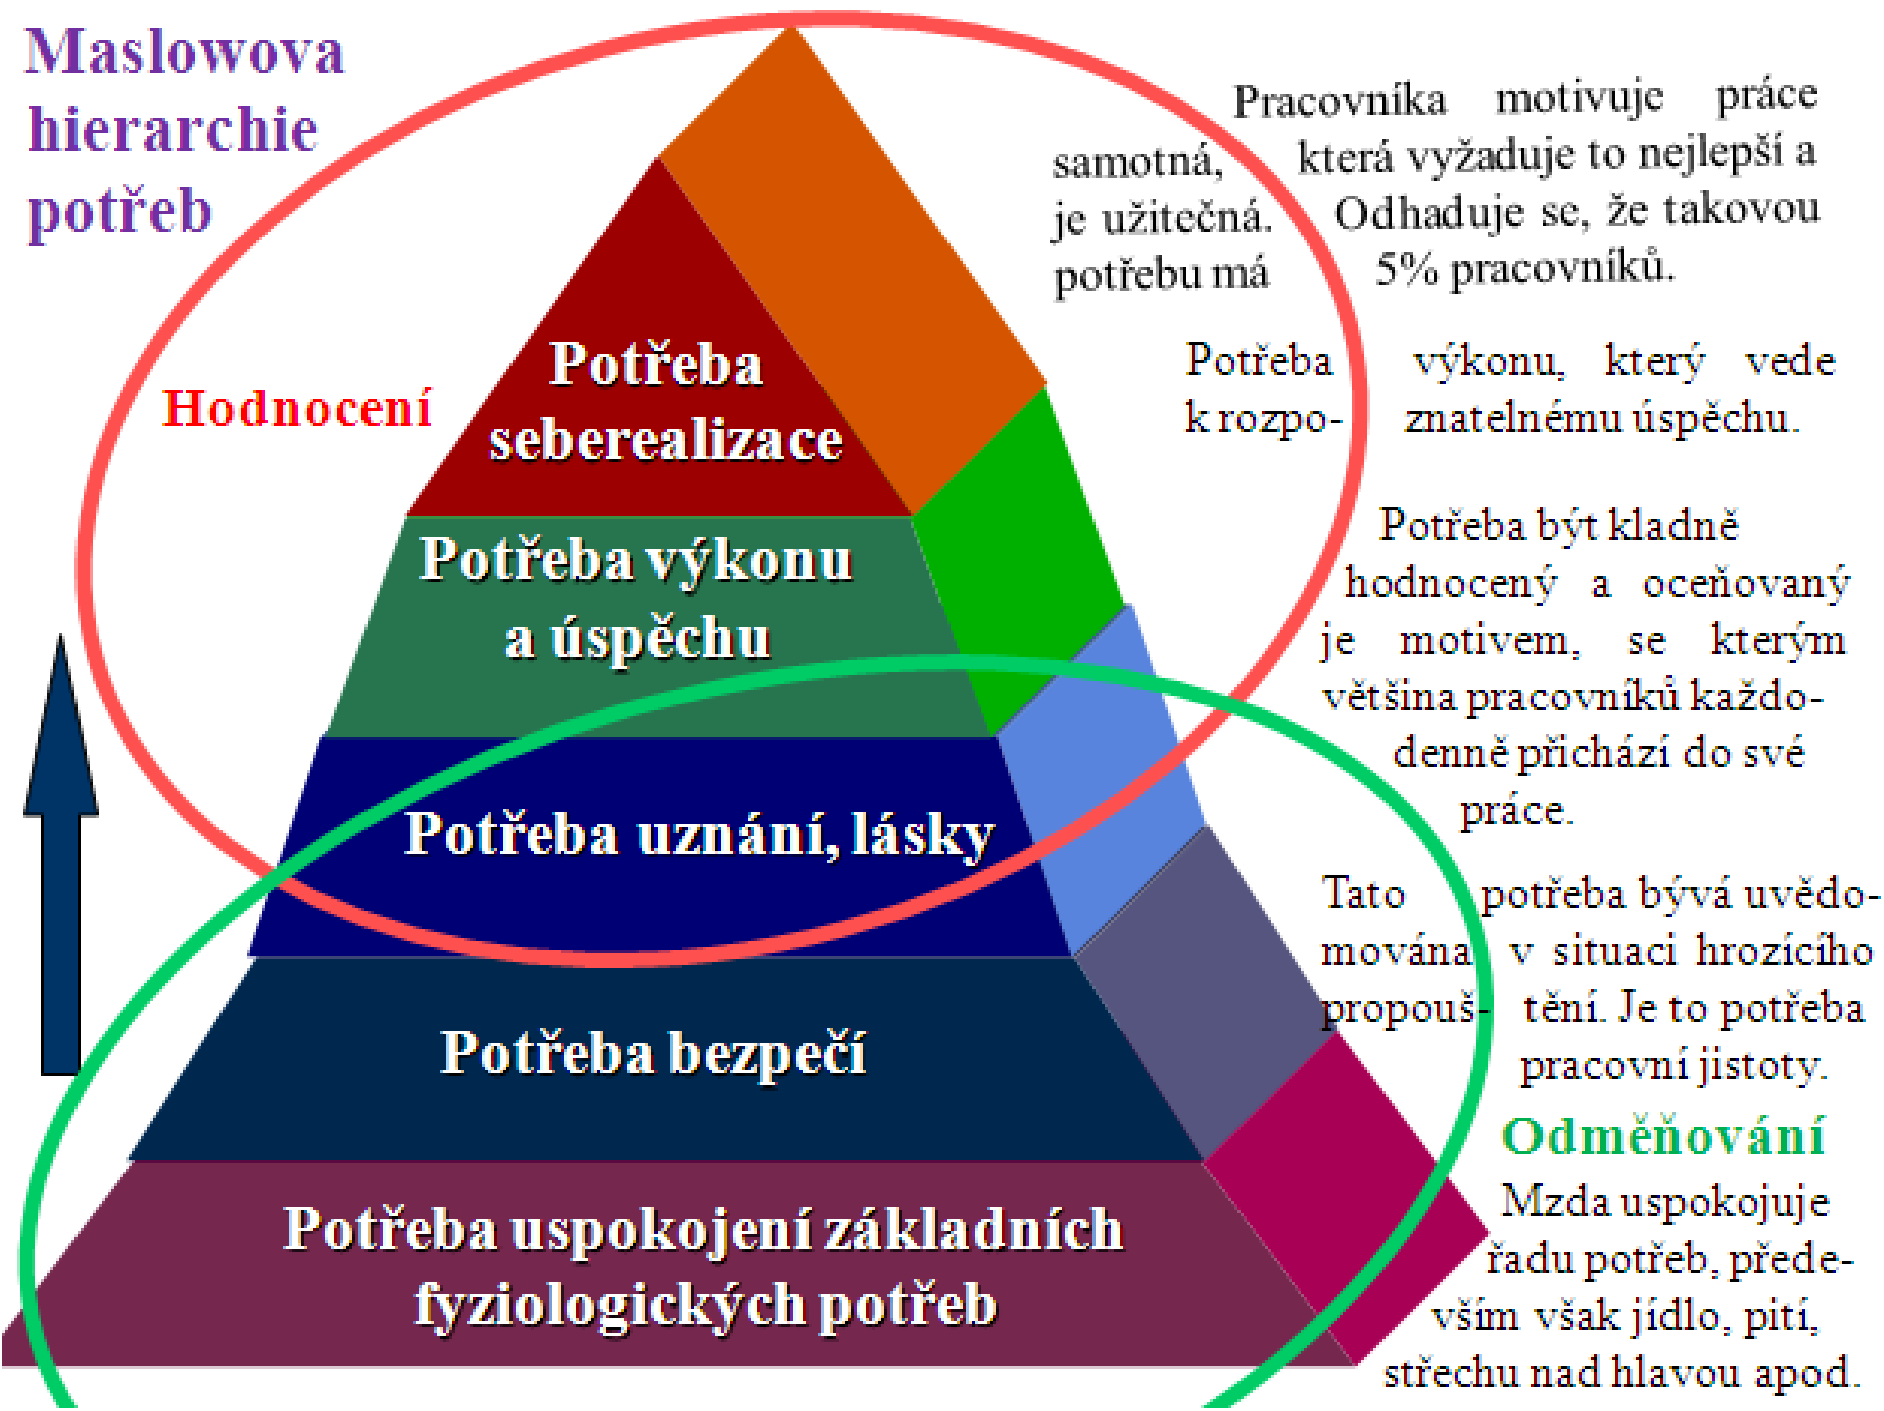 Maslowova
hierarchie
potřeb
Pracovníka motivuje práce
samotná, která vyžaduje to nejlepší a
je užitečná. Odhaduje se, že takovou
potřebu má 5% pracovníků.
Potřeba
seberealizace
Hodnocení
Potřeba výkonu, který vede
k rozpo- znatelnému úspěchu.
Potřeba výkonu
a úspěchu
Potřeba být kladně
hodnocený a oceňovaný
je motivem, se kterým
většina pracovníků každo-
denně přichází do své
práce.
Potřeba uznání, lásky
Tato potřeba bývá uvědo-
mována v situaci hrozícího
propouš- tění. Je to potřeba
pracovní jistoty.
Potřeba bezpečí
Odměňování
Mzda uspokojuje
řadu potřeb, přede-
vším však jídlo, pití,
střechu nad hlavou apod.
Potřeba uspokojení základních
fyziologických potřeb